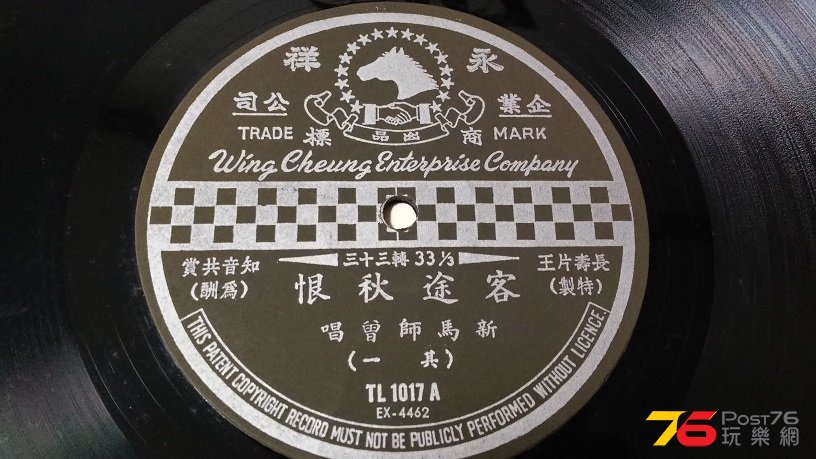 永祥
企業公司
TRADE 商標 MARK
Wing Cheung Enterprise Company
三十三轉 33⅓
長壽片王
(特製)
客途秋恨
知音共賞
(爲酬)
新馬師曾唱
(其一)
TL 1017 A
EX-4462
THIS PATENT COPYRIGHT RECORD MUST NOT BE PUBLICLY PERFORMED WITHOUT LICENCE.
76 POST76
玩樂網